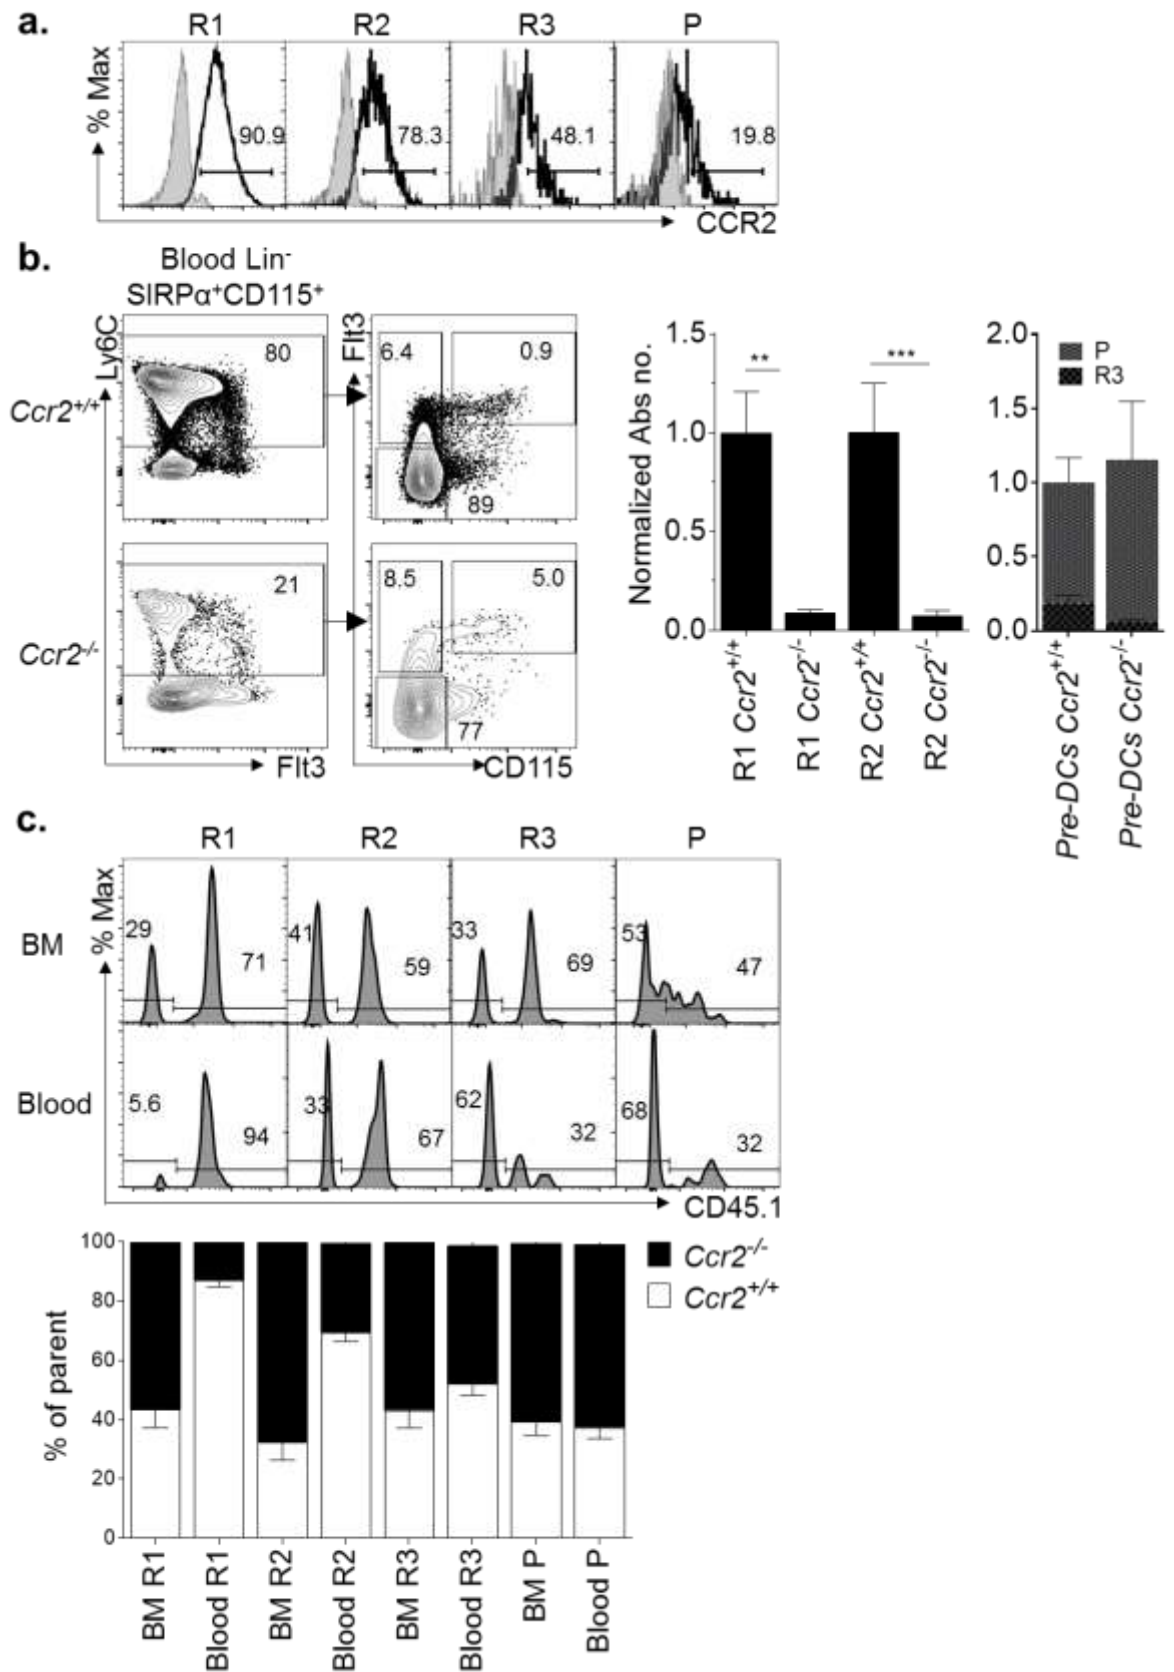 a.
R1 R2 R3 P
% Max
90.9 78.3 48.1 19.8
CCR2
b.
Blood Lin-
SIRPα+CD115+
Ly6C
Flt3
80
6.4 0.9
Ccr2+/+
89
21
8.5 5.0
Ccr2-/-
77
Flt3
CD115
Normalized Abs no.
1.5
1.0
0.5
0.0
**
***
R1 Ccr2+/+
R1 Ccr2-/-
R2 Ccr2+/+
R2 Ccr2-/-
2.0
1.5
1.0
0.5
0.0
P
R3
Pre-DCs Ccr2+/+
Pre-DCs Ccr2-/-
c.
R1 R2 R3 P
% Max
BM
29 71 41 59 33 69 53 47
Blood
5.6 94 33 67 62 32 68 32
CD45.1
% of parent
100
80
60
40
20
0
Ccr2-/-
Ccr2+/+
BM R1
Blood R1
BM R2
Blood R2
BM R3
Blood R3
BM P
Blood P